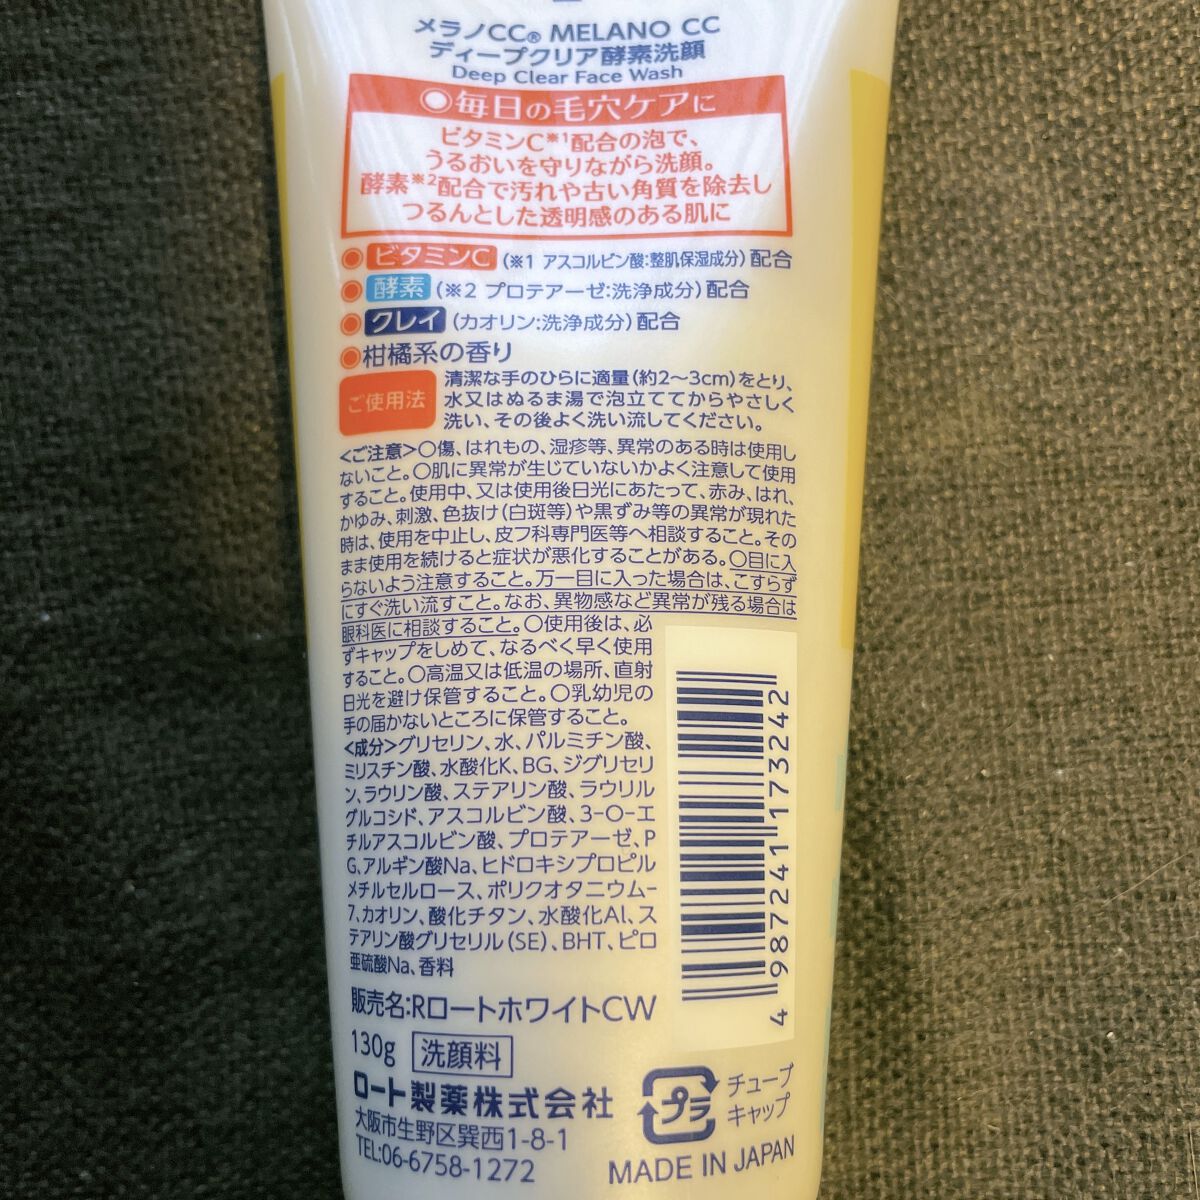 メラノCC® MELANO CC
ディープクリア酵素洗顔
Deep Clear Face Wash
◉毎日の毛穴ケアに
ビタミンC※1配合の泡で、
うるおいを守りながら洗顔。
酵素※2配合で汚れや古い角質を除去し
つるんとした透明感のある肌に
◉ビタミンC（※1 アスコルビン酸:整肌保湿成分）配合
◉酵素（※2 プロテアーゼ:洗浄成分）配合
◉クレイ（カオリン:洗浄成分）配合
◉柑橘系の香り
ご使用法
清潔な手のひらに適量（約2〜3cm）をとり、
水又はぬるま湯で泡立ててからやさしく
洗い、その後よく洗い流してください。
＜ご注意＞〇傷、はれもの、湿疹等、異常のある時は使用し
ないこと。〇肌に異常が生じていないかよく注意して使用
すること。使用中、又は使用後日光にあたって、赤み、はれ、
かゆみ、刺激、色抜け（白斑等）や黒ずみ等の異常が現れた
時は、使用を中止し、皮フ科専門医等へ相談すること。その
まま使用を続けると症状が悪化することがある。〇目に入
らないよう注意すること。万一目に入った場合は、こすらず
にすぐ洗い流すこと。なお、異物感など異常が残る場合は
眼科医に相談すること。〇使用後は、必
ずキャップをしめて、なるべく早く使用
すること。〇高温又は低温の場所、直射
日光を避け保管すること。〇乳幼児の
手の届かないところに保管すること。
＜成分＞グリセリン、水、パルミチン酸、
ミリスチン酸、水酸化K、BG、ジグリセリ
ン、ラウリン酸、ステアリン酸、ラウリル
グルコシド、アスコルビン酸、3-O-エ
チルアスコルビン酸、プロテアーゼ、P
G、アルギン酸Na、ヒドロキシプロピル
メチルセルロース、ポリクオタニウム-
7、カオリン、酸化チタン、水酸化Al、ス
テアリン酸グリセリル（SE）、BHT、ピロ
亜硫酸Na、香料
4 987241 173242
販売名:RロートホワイトCW
130g 洗顔料
ロート製薬株式会社
大阪市生野区巽西1-8-1
TEL:06-6758-1272
プラ
チューブ
キャップ
MADE IN JAPAN